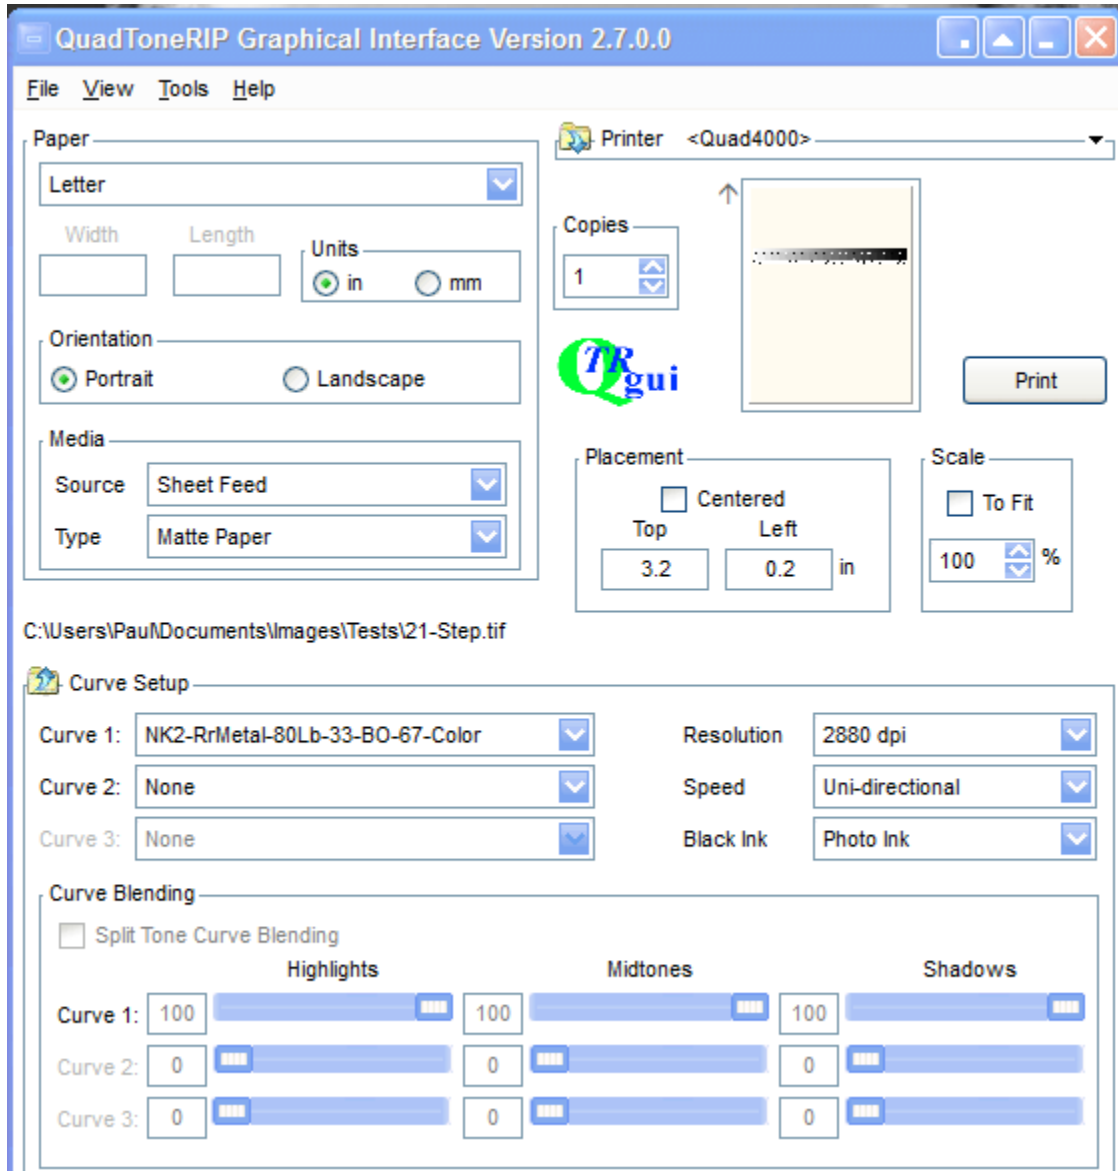 QuadToneRIP Graphical Interface Version 2.7.0.0
File View Tools Help
Paper
Printer <Quad4000>
Letter
Width Length
Units
in mm
Copies
1
Orientation
Portrait Landscape
QTR gui
Print
Media
Source Sheet Feed
Type Matte Paper
Placement
Centered
Top Left
3.2 0.2 in
Scale
To Fit
100 %
C:\Users\Paul\Documents\Images\Tests\21-Step.tif
Curve Setup
Curve 1: NK2-RrMetal-80Lb-33-BO-67-Color Resolution 2880 dpi
Curve 2: None Speed Uni-directional
Curve 3: None Black Ink Photo Ink
Curve Blending
Split Tone Curve Blending
Highlights Midtones Shadows
Curve 1: 100 100 100
Curve 2: 0 0 0
Curve 3: 0 0 0